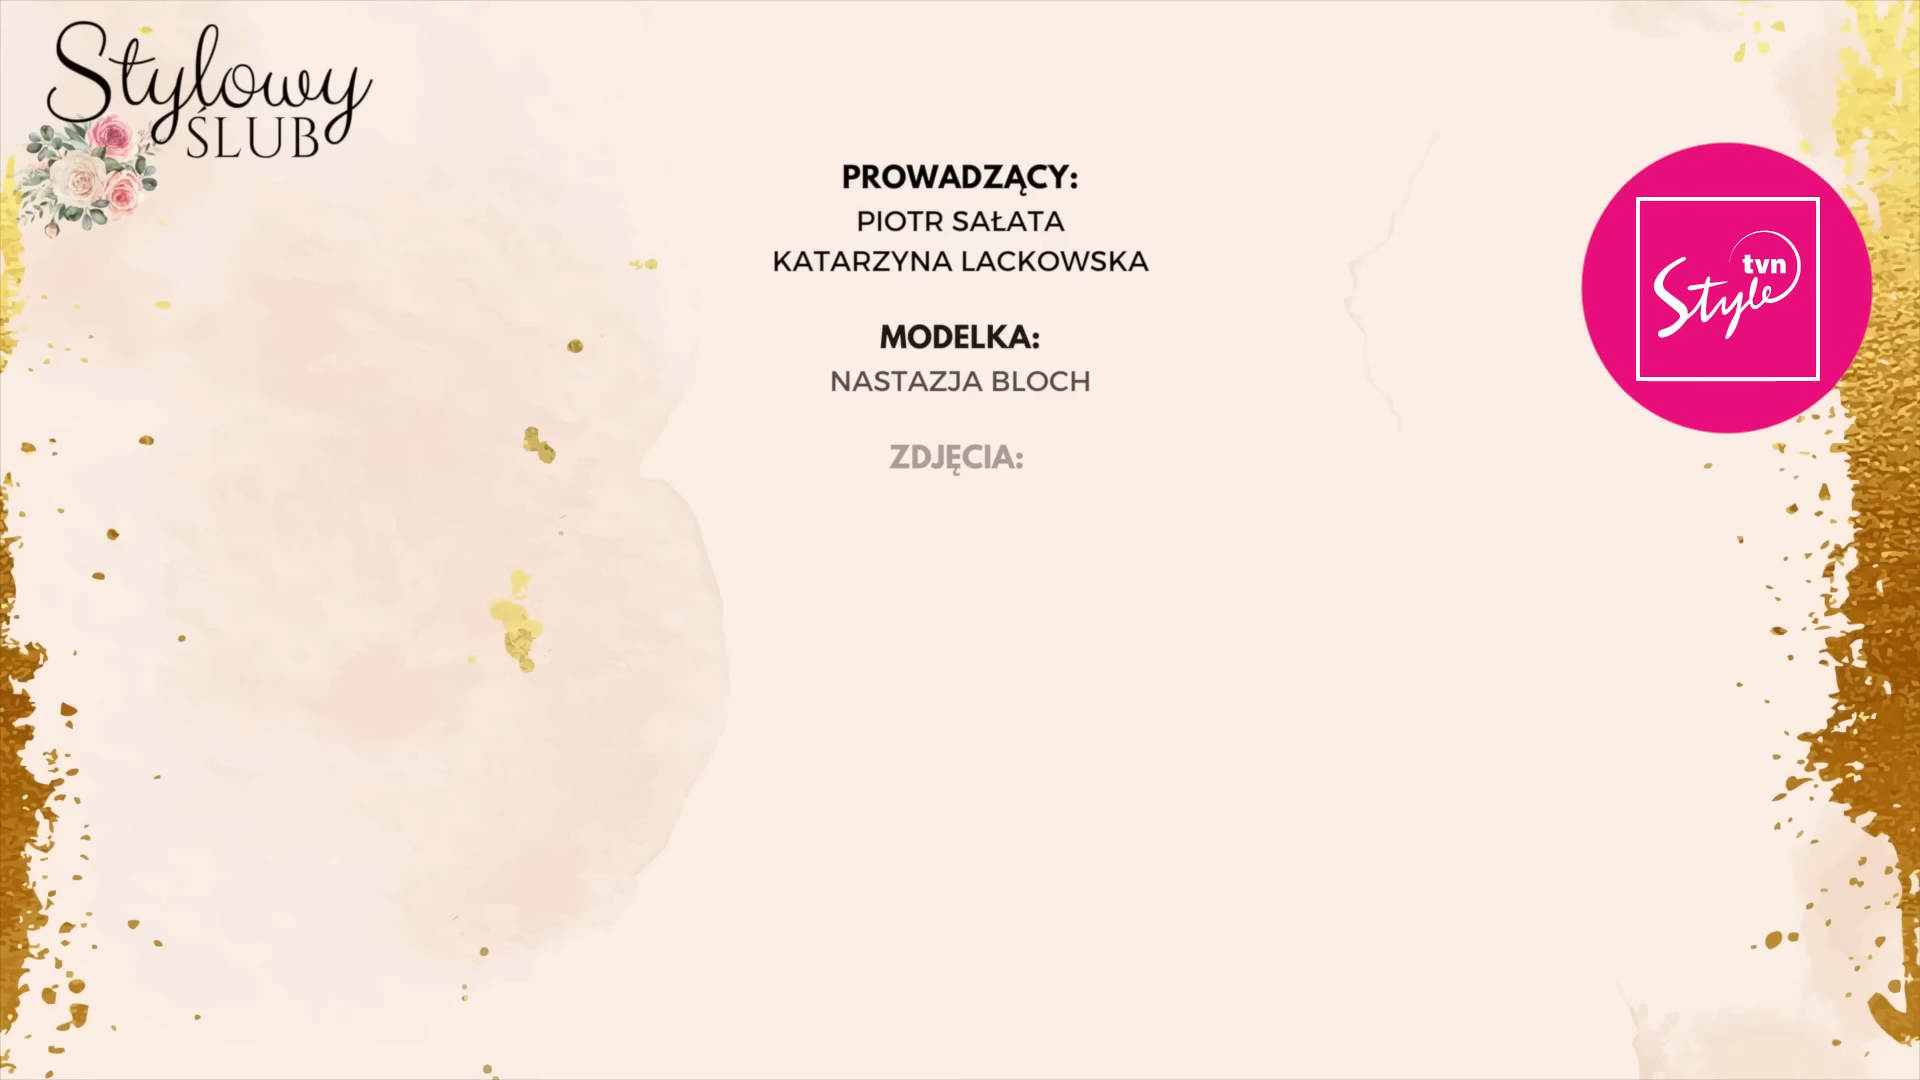 Stylowy
ŚLUB
PROWADZĄCY:
PIOTR SAŁATA
KATARZYNA LACKOWSKA
MODELKA:
NASTAZJA BLOCH
ZDJĘCIA:
tvn
Style